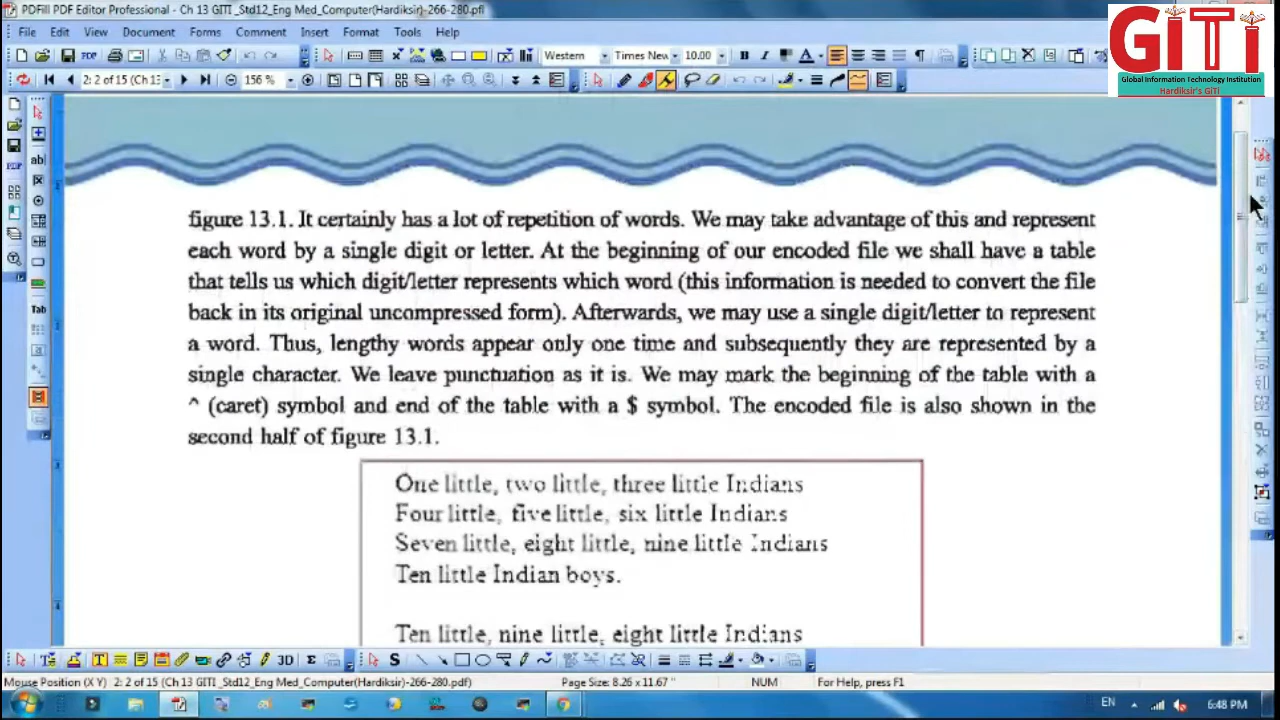 PDFill PDF Editor Professional - Ch 13 GITI _Std12_Eng Med_Computer(Hardiksir)-266-280.pfl
File Edit View Document Forms Comment Insert Format Tools Help
Western Times New 10.00
2: 2 of 15 (Ch 13 156 %
GiTi
Global Information Technology Institution
Hardiksir's GiTi
figure 13.1. It certainly has a lot of repetition of words. We may take advantage of this and represent
each word by a single digit or letter. At the beginning of our encoded file we shall have a table
that tells us which digit/letter represents which word (this information is needed to convert the file
back in its original uncompressed form). Afterwards, we may use a single digit/letter to represent
a word. Thus, lengthy words appear only one time and subsequently they are represented by a
single character. We leave punctuation as it is. We may mark the beginning of the table with a
^ (caret) symbol and end of the table with a $ symbol. The encoded file is also shown in the
second half of figure 13.1.
One little, two little, three little Indians
Four little, five little, six little Indians
Seven little, eight little, nine little Indians
Ten little Indian boys.
Ten little, nine little, eight little Indians
Tab
3D
Mouse Position (X Y) 2: 2 of 15 (Ch 13 GITI _Std12_Eng Med_Computer(Hardiksir)-266-280.pdf) Page Size: 8.26 x 11.67 " NUM For Help, press F1
EN 6:48 PM